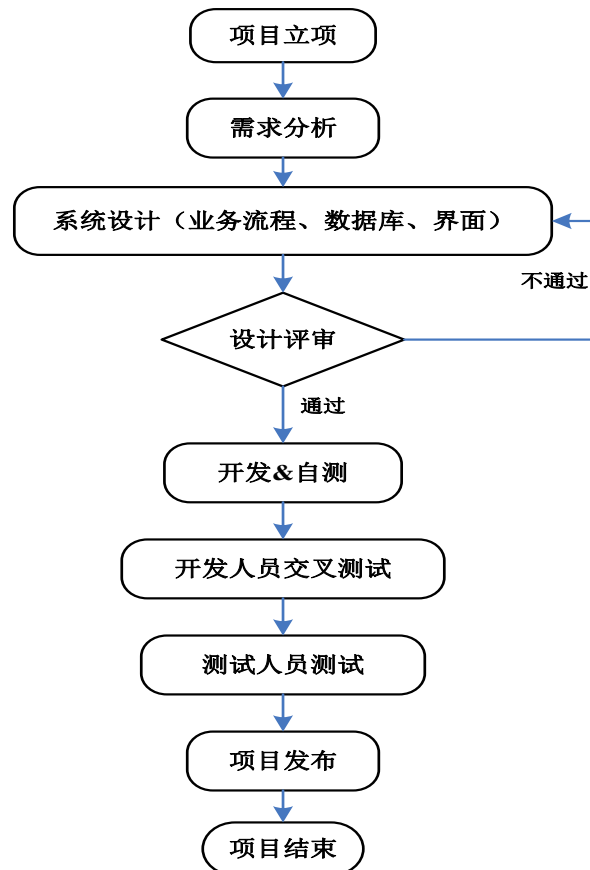 项目立项
需求分析
系统设计（业务流程、数据库、界面）
不通过
设计评审
通过
开发&自测
开发人员交叉测试
测试人员测试
项目发布
项目结束